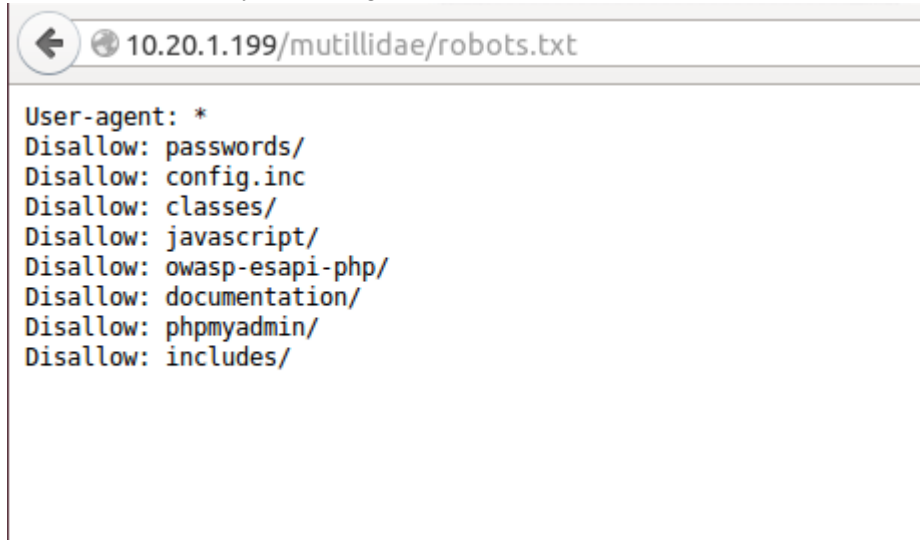 10.20.1.199/mutillidae/robots.txt
User-agent: *
Disallow: passwords/
Disallow: config.inc
Disallow: classes/
Disallow: javascript/
Disallow: owasp-esapi-php/
Disallow: documentation/
Disallow: phpmyadmin/
Disallow: includes/